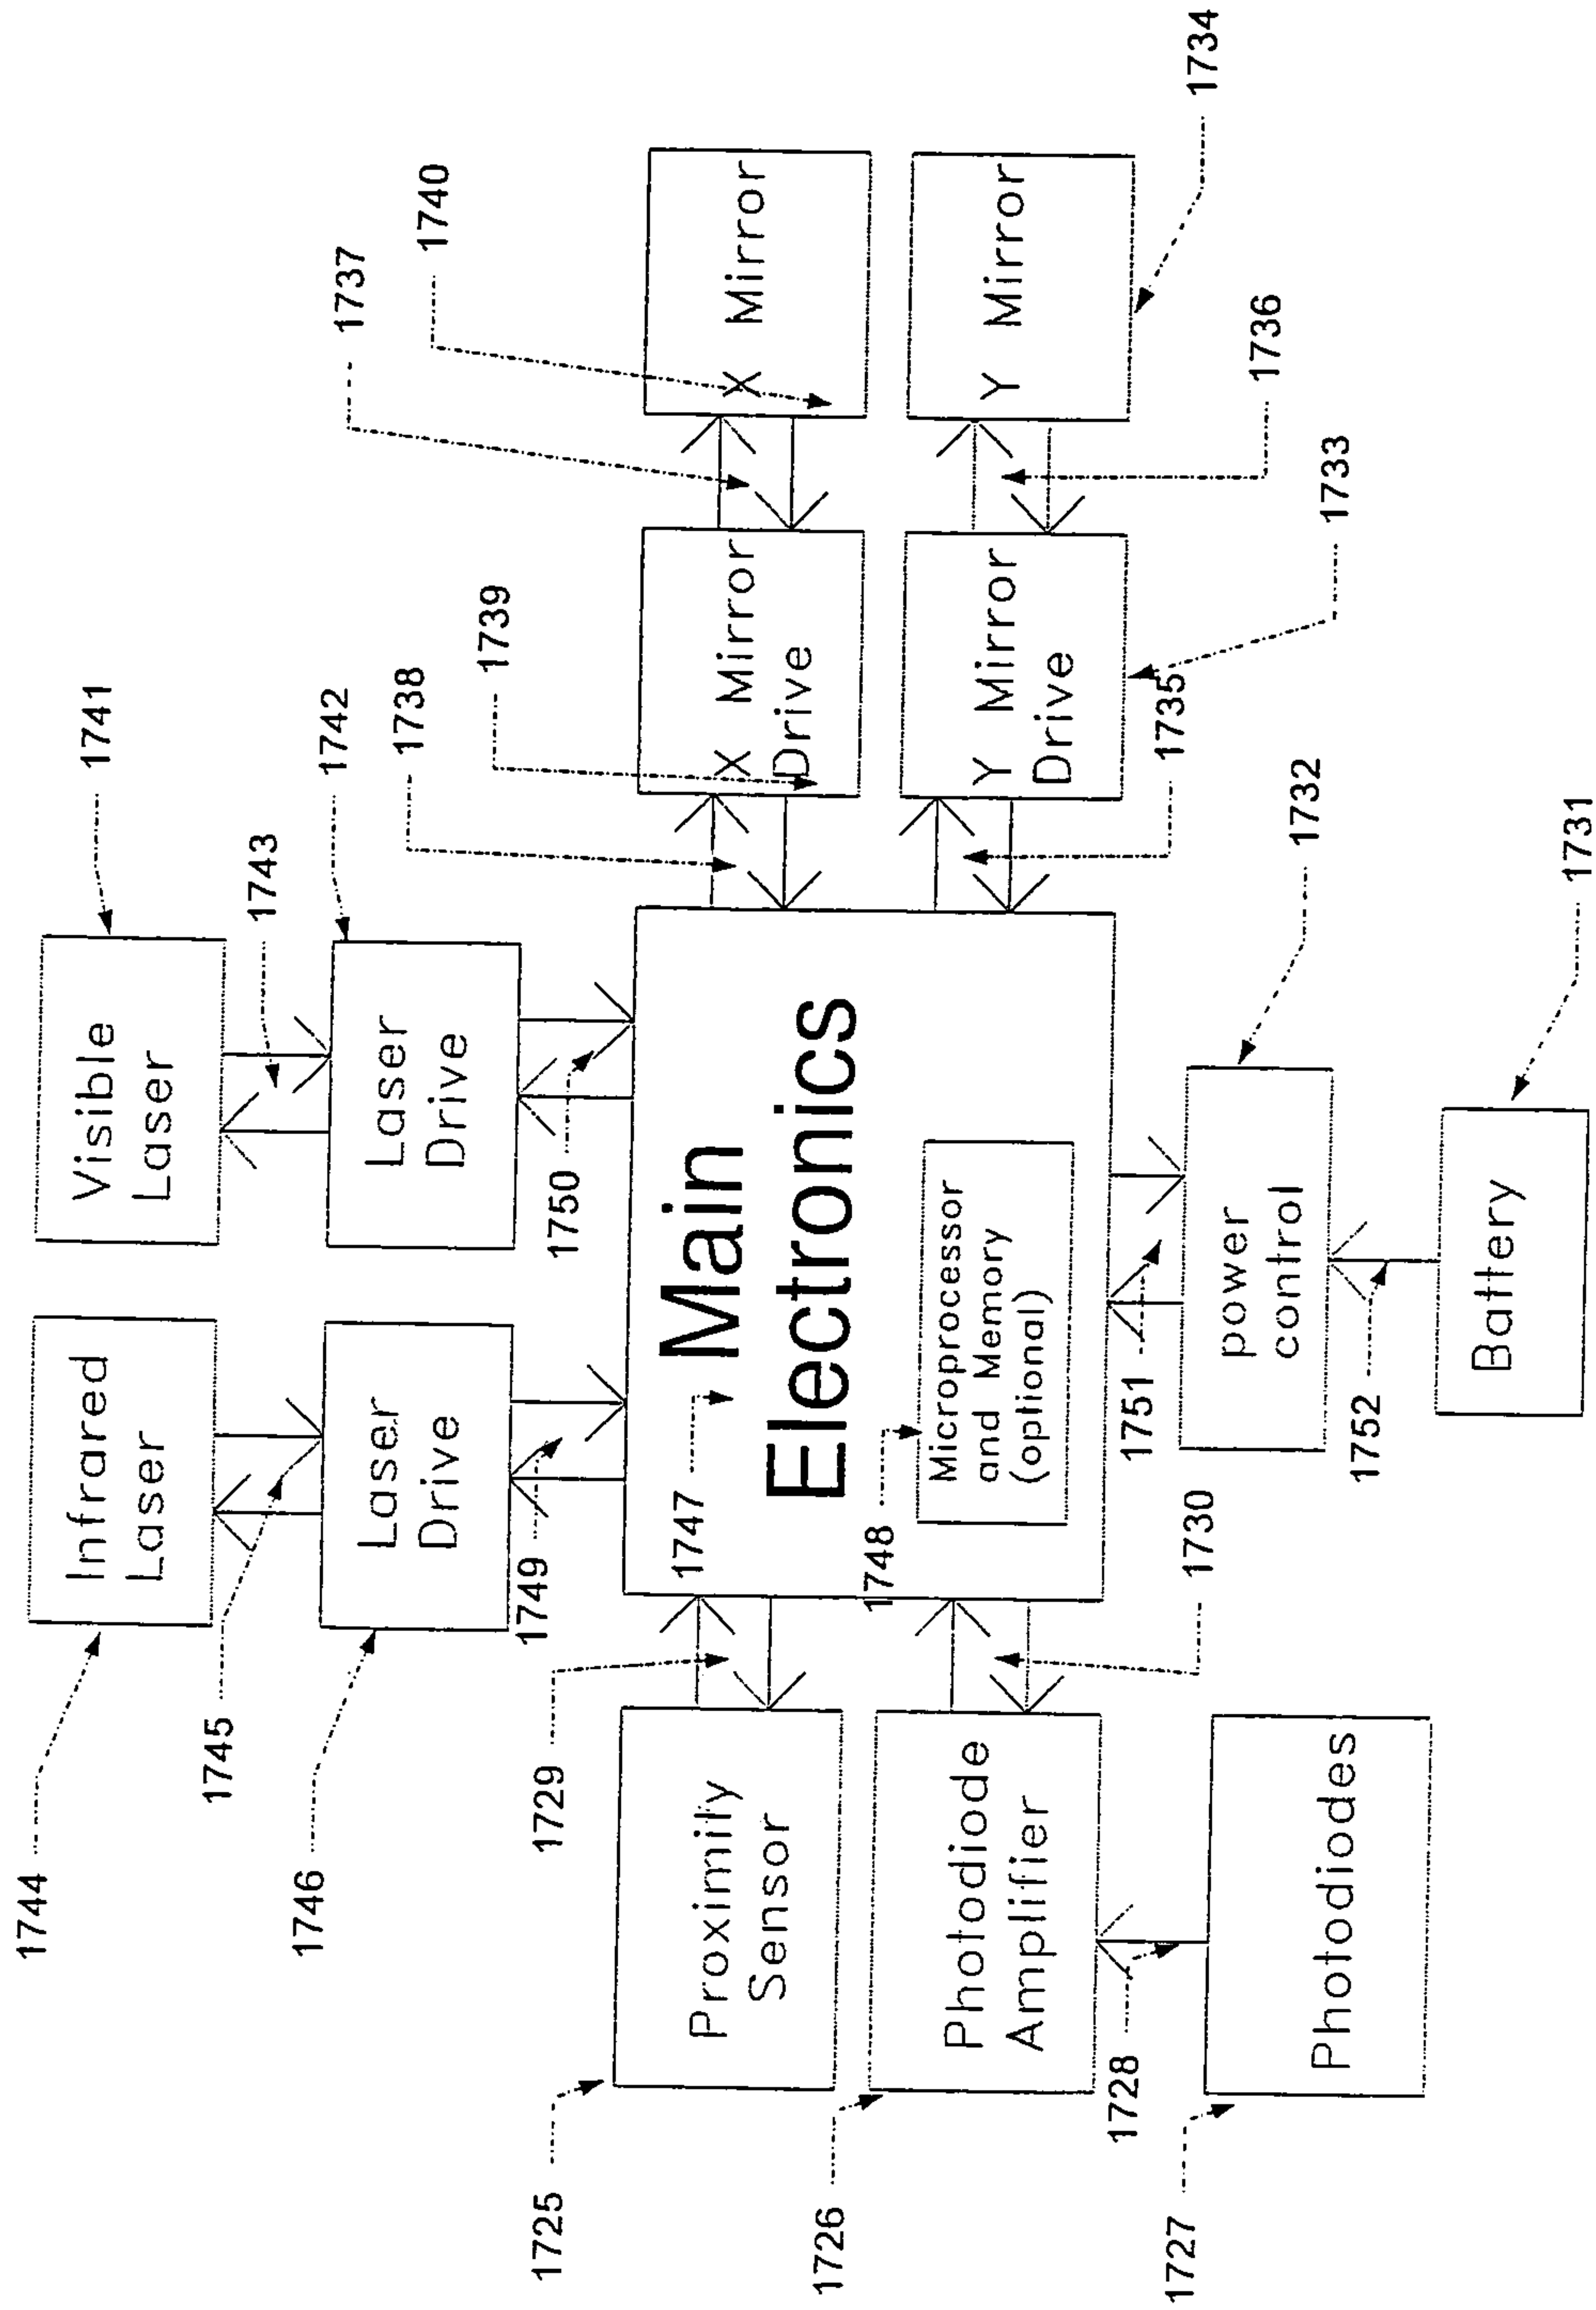 1744
Infrared
Laser
1745
1746
Laser
Drive
1749
1741
Visible
Laser
1743
1742
Laser
Drive
1750
1738
1739
1737
1740
1725
Proximity
Sensor
1729
1747
Main
Electronics
X Mirror
Drive
X Mirror
1726
Photodiode
Amplifier
1730
1748
Microprocessor
and Memory
(optional)
1735
Y Mirror
Drive
1733
1736
Y Mirror
1734
1728
1727
Photodiodes
1751
power
control
1732
1752
Battery
1731